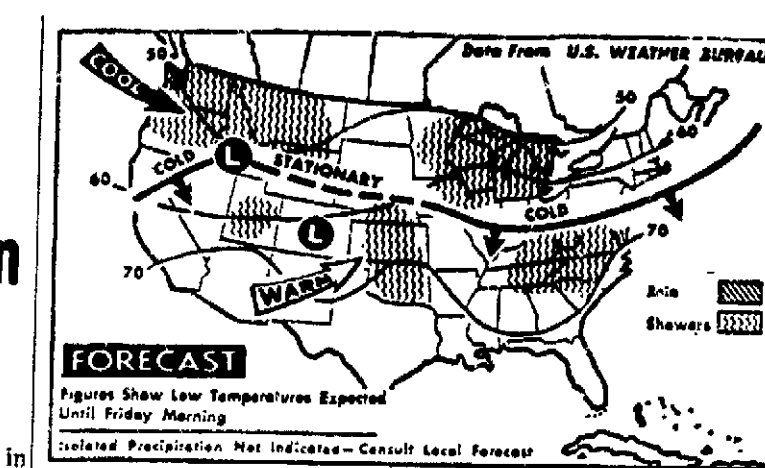 Data From U.S. WEATHER BUREAU
COOL
50
50
60
COLD
L
STATIONARY
60
COLD
L
70
70
WARM
Rain
Showers
FORECAST
Figures Show Low Temperatures Expected
Until Friday Morning
Isolated Precipitation Not Indicated—Consult Local Forecast
n
in